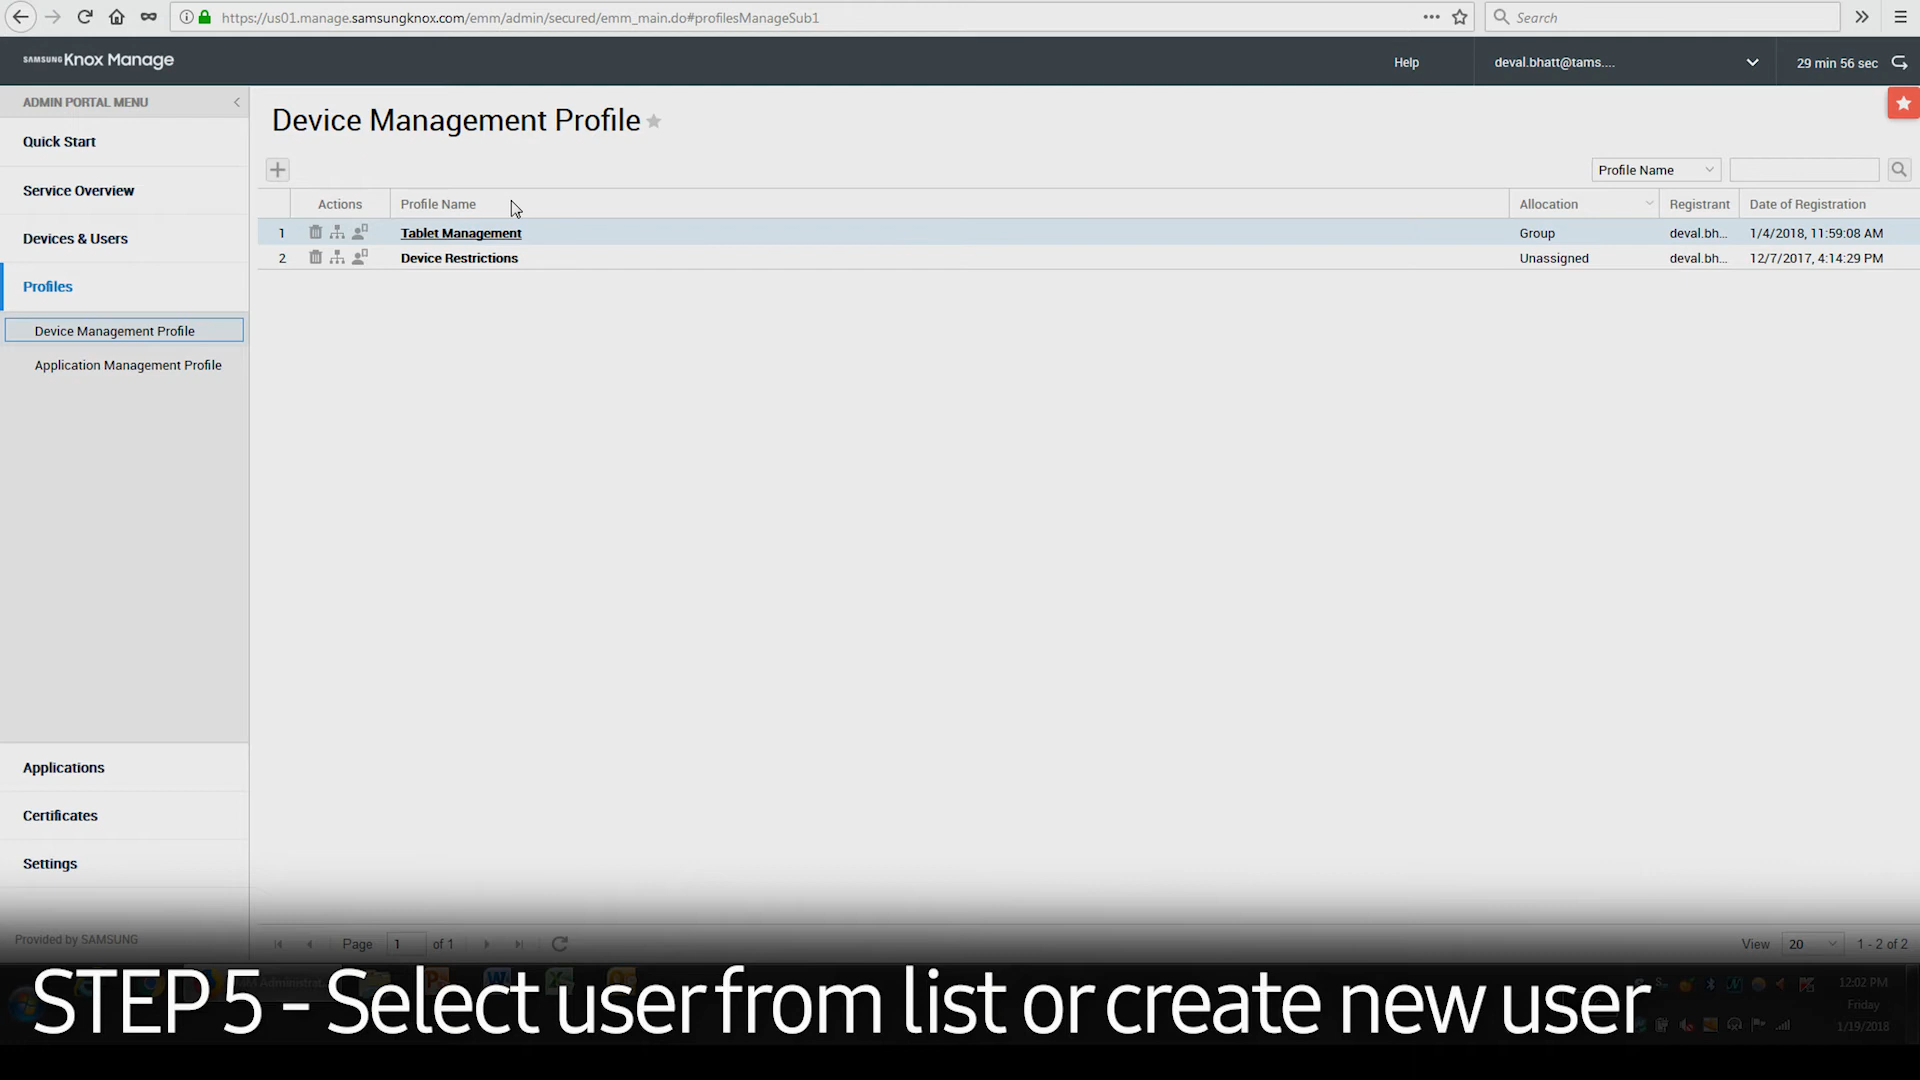 https://us01.manage.samsungknox.com/emm/admin/secured/emm_main.do#profilesManageSub1
Search
SAMSUNG Knox Manage
Help
deval.bhatt@tams....
29 min 56 sec
ADMIN PORTAL MENU
Quick Start
Service Overview
Devices & Users
Profiles
Device Management Profile
Application Management Profile
Applications
Certificates
Settings
Provided by SAMSUNG
Device Management Profile
Profile Name
Actions Profile Name Allocation Registrant Date of Registration
1 Tablet Management Group deval.bh... 1/4/2018, 11:59:08 AM
2 Device Restrictions Unassigned deval.bh... 12/7/2017, 4:14:29 PM
Page 1 of 1
View 20 1 - 2 of 2
STEP 5 - Select user from list or create new user
12:02 PM
Friday
1/19/2018